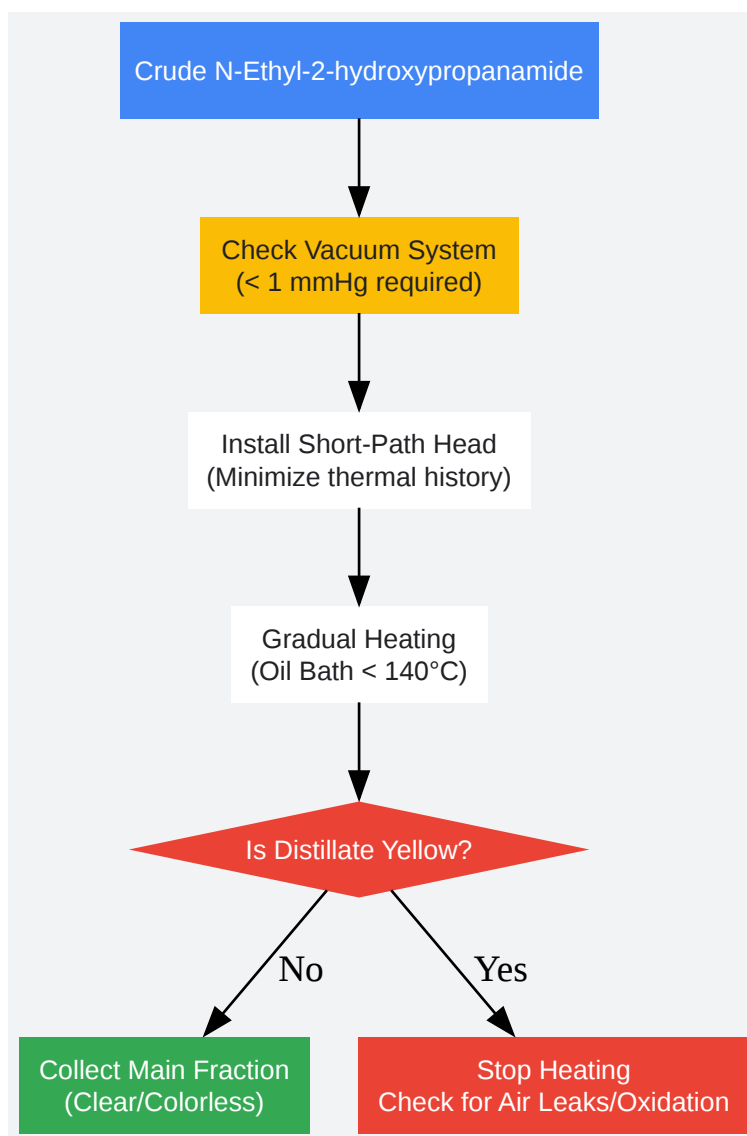 Crude N-Ethyl-2-hydroxypropanamide
Check Vacuum System
(< 1 mmHg required)
Install Short-Path Head
(Minimize thermal history)
Gradual Heating
(Oil Bath < 140°C)
Is Distillate Yellow?
No
Yes
Collect Main Fraction
(Clear/Colorless)
Stop Heating
Check for Air Leaks/Oxidation